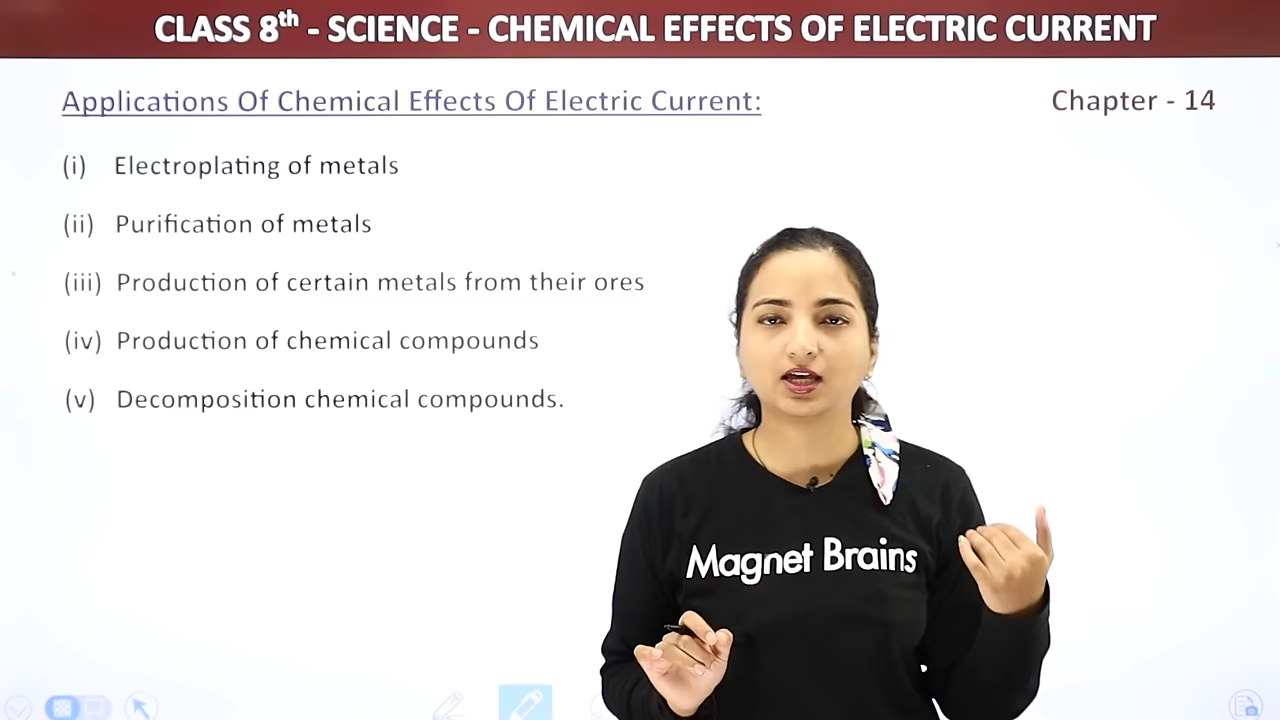 CLASS 8th - SCIENCE - CHEMICAL EFFECTS OF ELECTRIC CURRENT
Applications Of Chemical Effects Of Electric Current:
Chapter - 14
(i) Electroplating of metals
(ii) Purification of metals
(iii) Production of certain metals from their ores
(iv) Production of chemical compounds
(v) Decomposition chemical compounds.
Magnet Brains